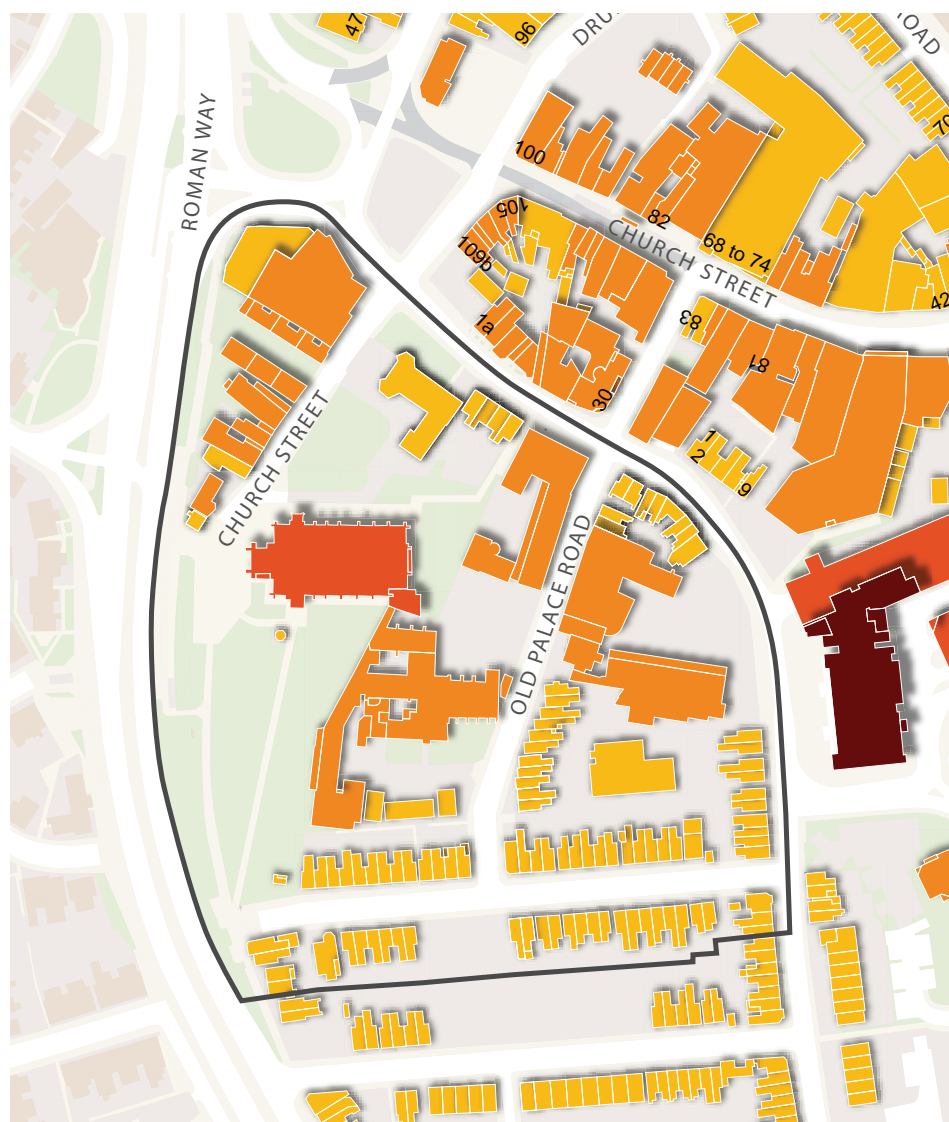 47
96
DRU
ROAD
70
ROMAN WAY
100
105
82
109b
CHURCH STREET
68 to 74
42
1a
83
81
30
1
2
9
CHURCH STREET
OLD PALACE ROAD